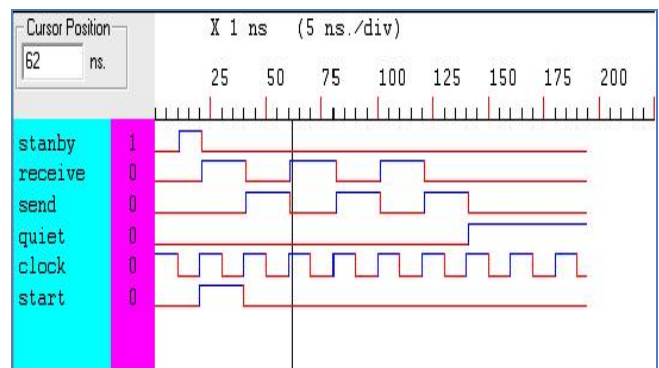 Cursor Position
62 ns.
X 1 ns (5 ns./div)
25 50 75 100 125 150 175 200
stanby 1
receive 0
send 0
quiet 0
clock 0
start 0